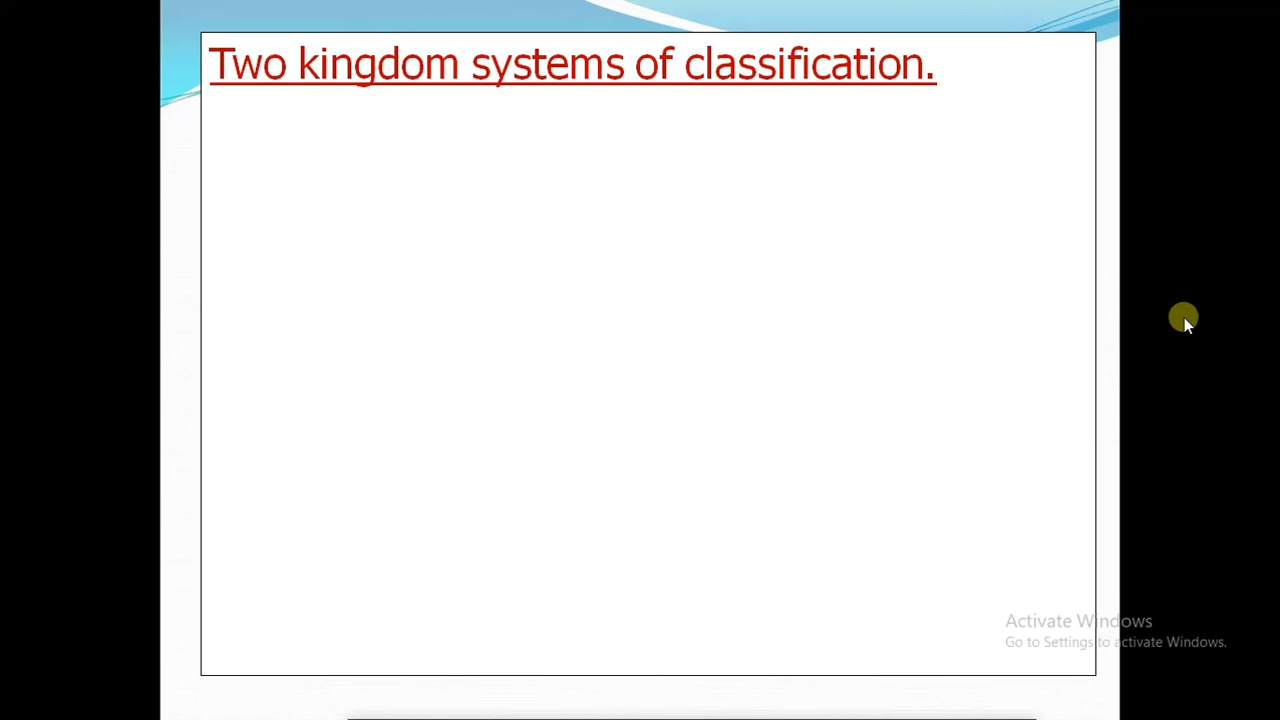 Two kingdom systems of classification.
Activate Windows
Go to Settings to activate Windows.